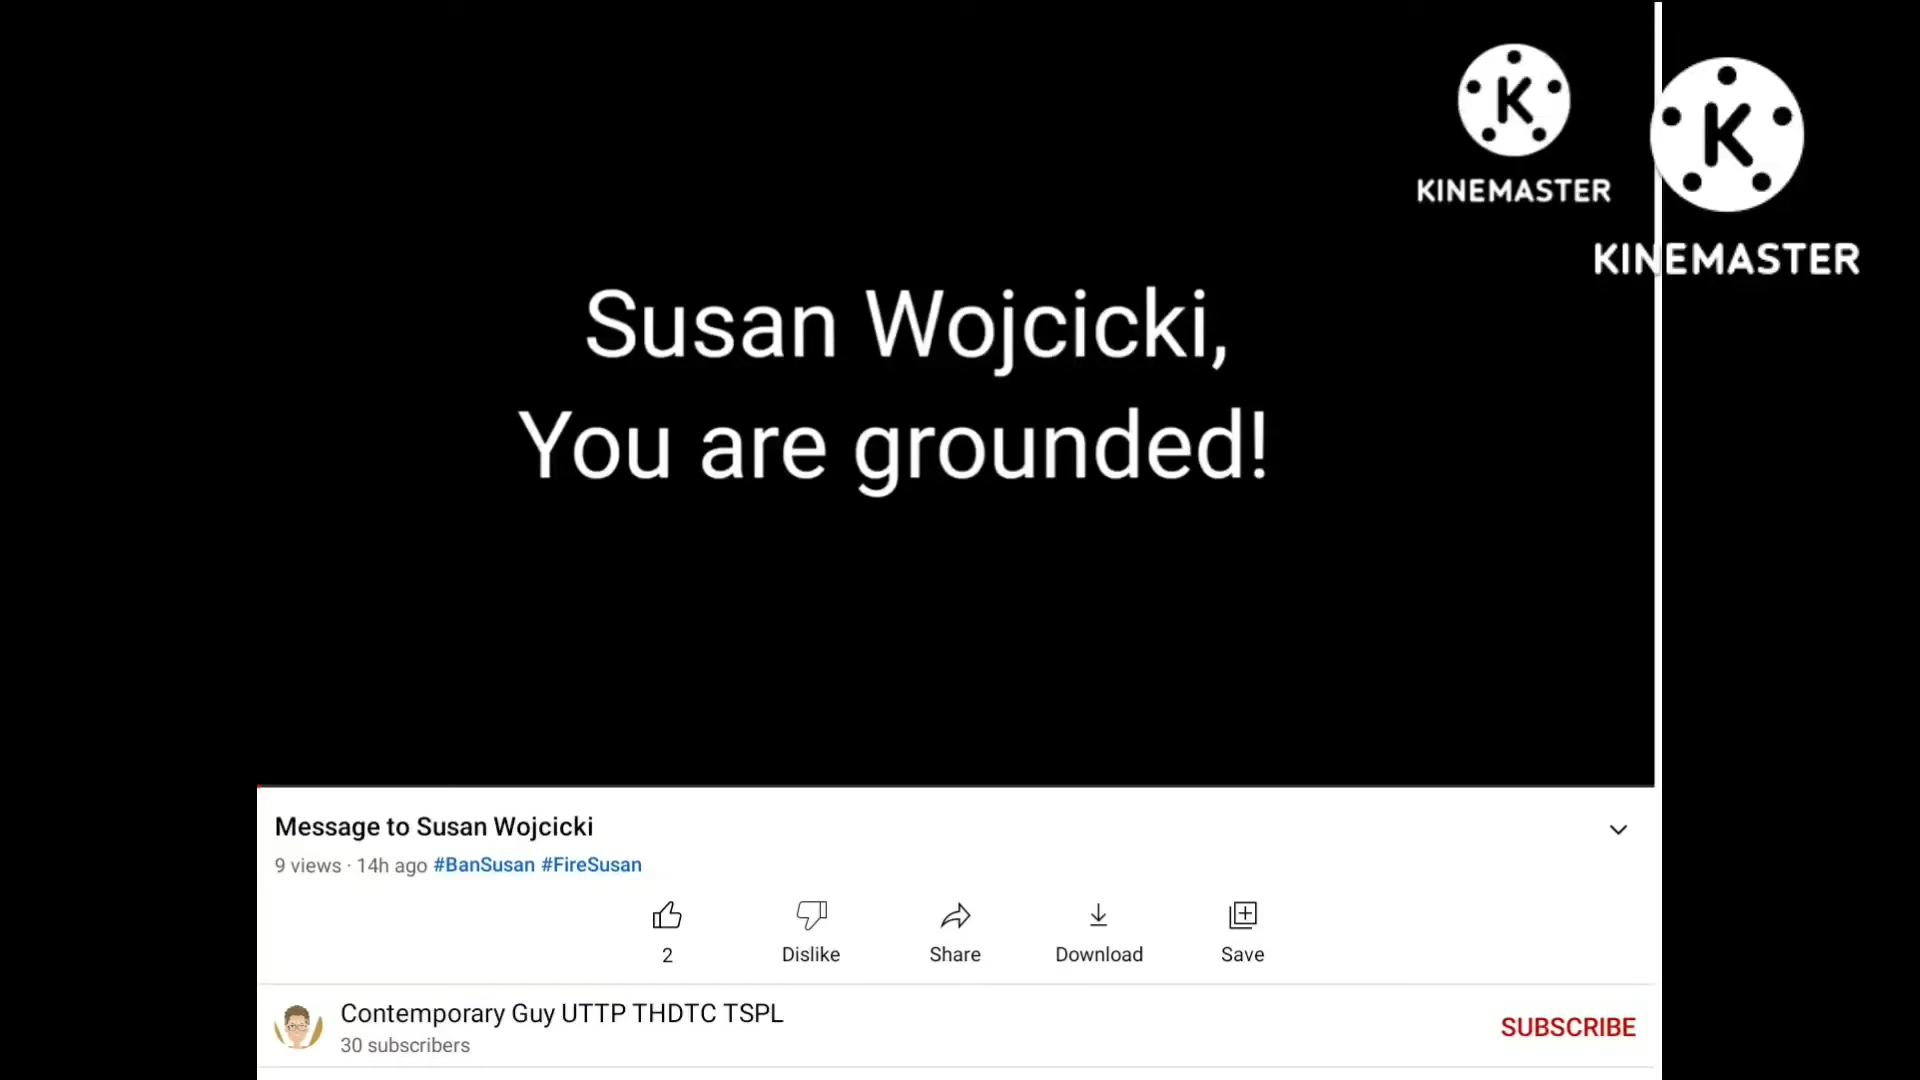 K
KINEMASTER
K
KINEMASTER
Susan Wojcicki,
You are grounded!
Message to Susan Wojcicki
9 views · 14h ago #BanSusan #FireSusan
2
Dislike
Share
Download
Save
Contemporary Guy UTTP THDTC TSPL
30 subscribers
SUBSCRIBE